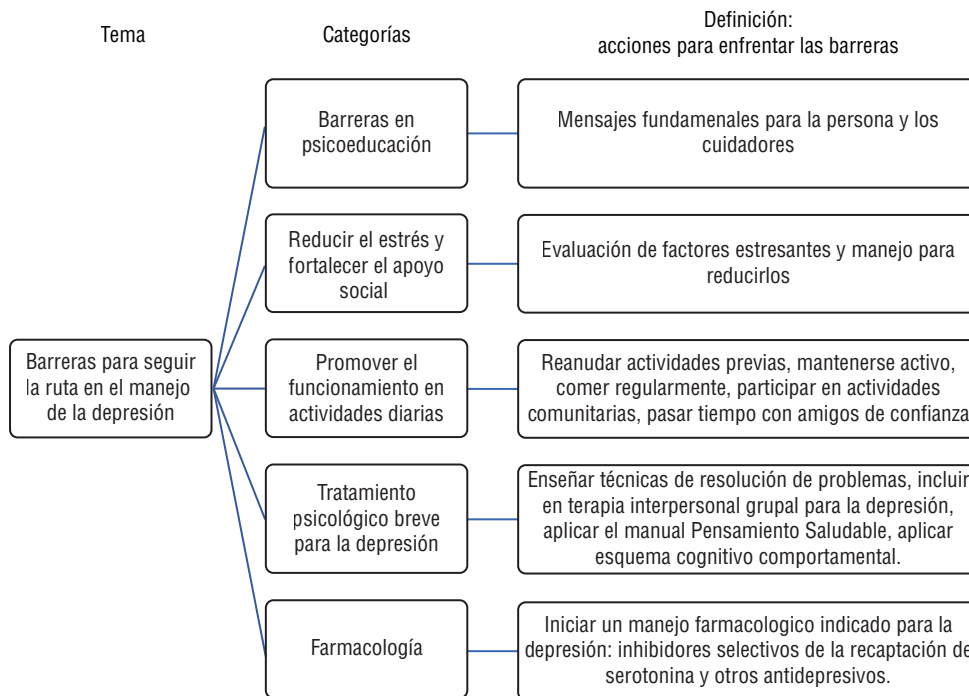 Tema
Categorías
Definición:
acciones para enfrentar las barreras
Barreras para seguir
la ruta en el manejo
de la depresión
Barreras en
psicoeducación
Mensajes fundamenales para la persona y los
cuidadores
Reducir el estrés y
fortalecer el apoyo
social
Evaluación de factores estresantes y manejo para
reducirlos
Promover el
funcionamiento en
actividades diarias
Reanudar actividades previas, mantenerse activo,
comer regularmente, participar en actividades
comunitarias, pasar tiempo con amigos de confianza
Tratamiento
psicológico breve
para la depresión
Enseñar técnicas de resolución de problemas, incluir
en terapia interpersonal grupal para la depresión,
aplicar el manual Pensamiento Saludable, aplicar
esquema cognitivo comportamental.
Farmacología
Iniciar un manejo farmacologico indicado para la
depresión: inhibidores selectivos de la recaptación de
serotonina y otros antidepresivos.